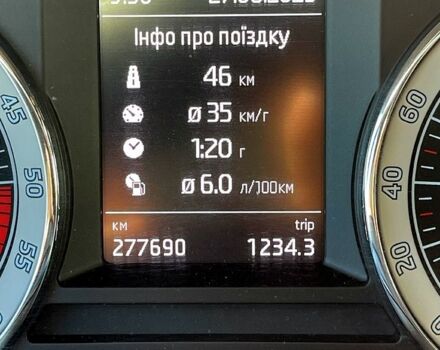 Інфо про поїздку
46 км
ø 35 км/г
1:20 г
ø 6.0 л/100км
км trip
277690 1234.3
45
50
55
60
40
20